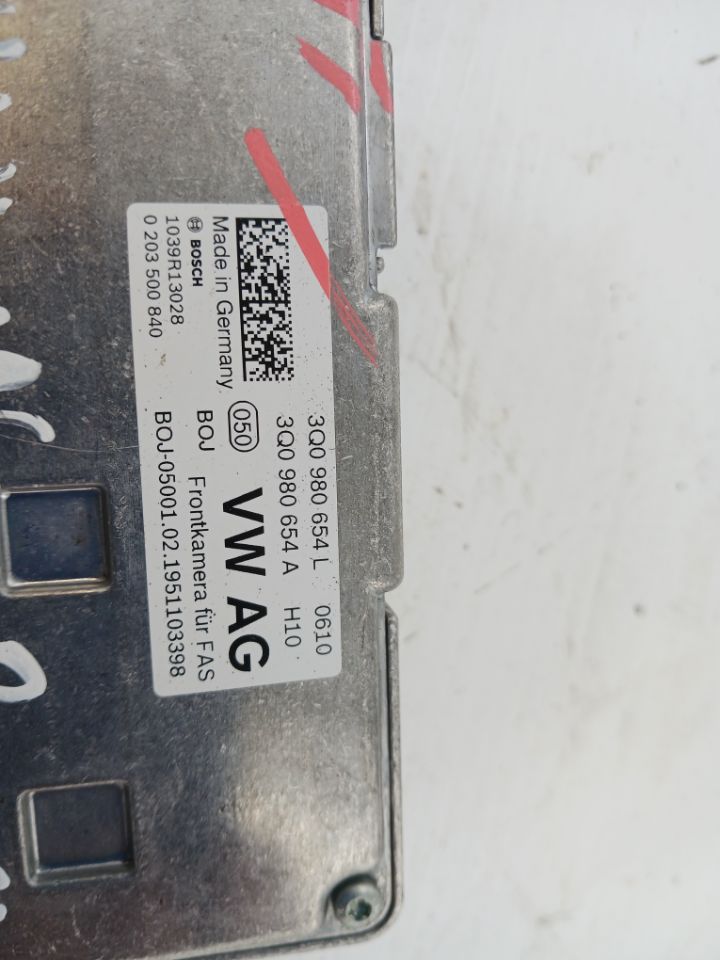 3Q0 980 654 L 0610
3Q0 980 654 A H10
Made in Germany 050 VW AG
BOSCH BOJ Frontkamera für FAS
1039R13028
0 203 500 840 BOJ-05001.02.1951103398